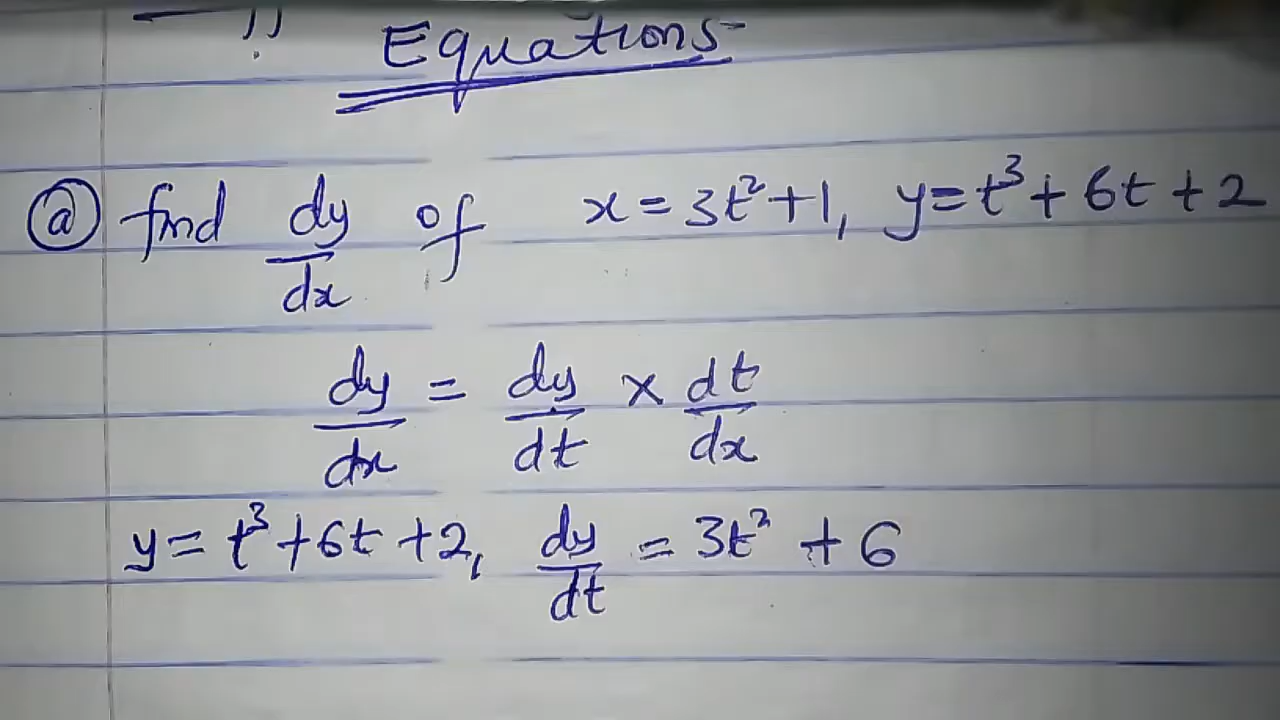 Equations
ⓐ find dy/dx of x = 3t² + 1, y = t³ + 6t + 2
dy/dx = dy/dt × dt/dx
y = t³ + 6t + 2, dy/dt = 3t² + 6